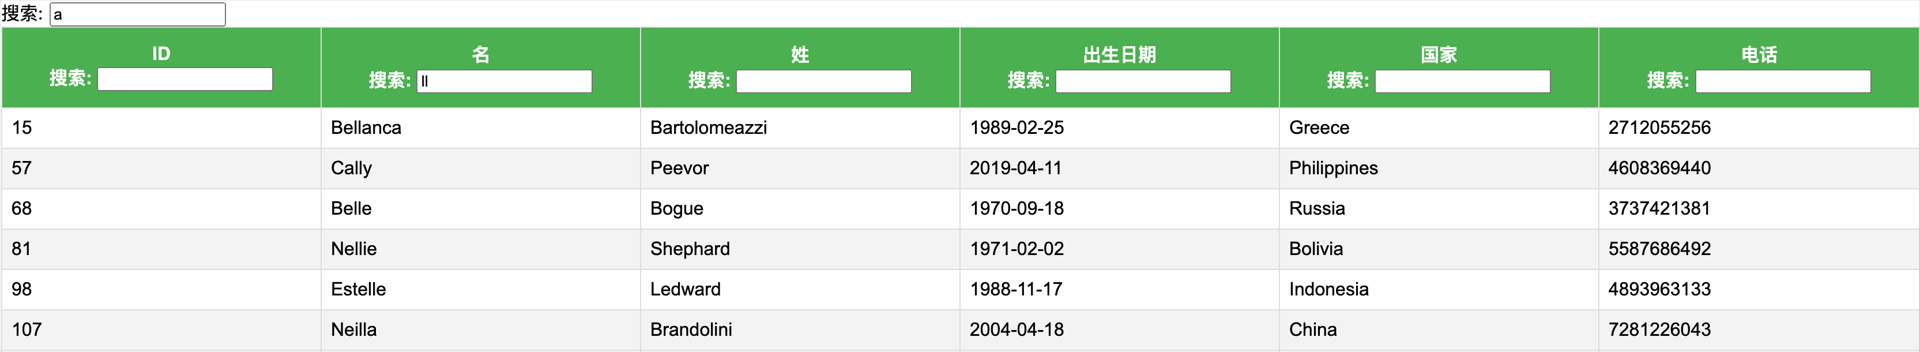 搜索: a
ID 名 姓 出生日期 国家 电话
搜索: 搜索: ll 搜索: 搜索: 搜索: 搜索:
15 Bellanca Bartolomeazzi 1989-02-25 Greece 2712055256
57 Cally Peevor 2019-04-11 Philippines 4608369440
68 Belle Bogue 1970-09-18 Russia 3737421381
81 Nellie Shephard 1971-02-02 Bolivia 5587686492
98 Estelle Ledward 1988-11-17 Indonesia 4893963133
107 Neilla Brandolini 2004-04-18 China 7281226043